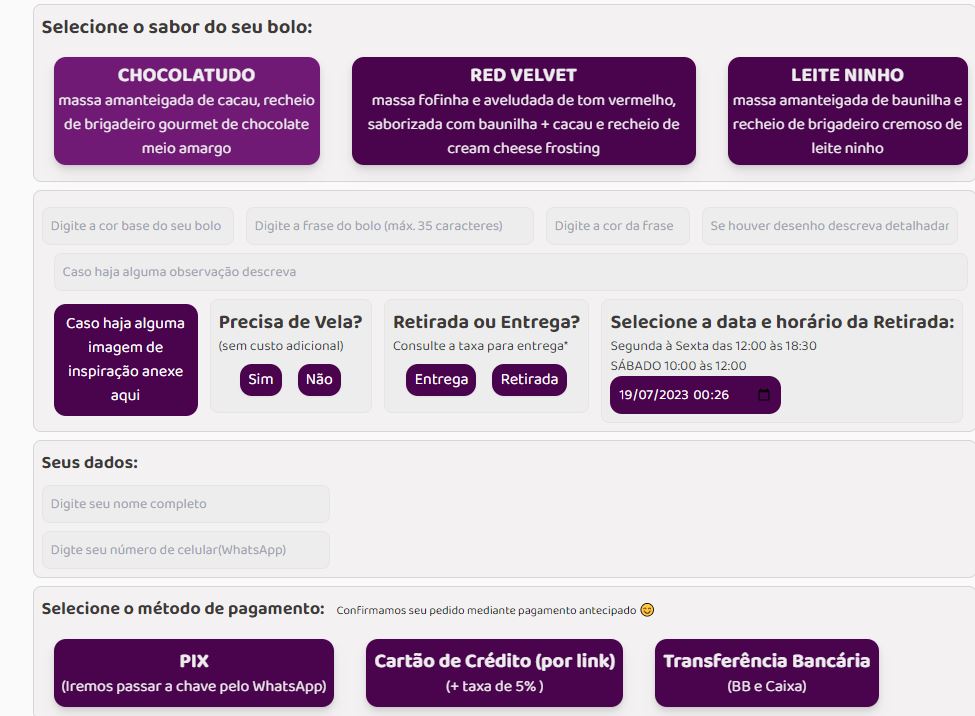 Selecione o sabor do seu bolo:
CHOCOLATUDO
massa amanteigada de cacau, recheio
de brigadeiro gourmet de chocolate
meio amargo
RED VELVET
massa fofinha e aveludada de tom vermelho,
saborizada com baunilha + cacau e recheio de
cream cheese frosting
LEITE NINHO
massa amanteigada de baunilha e
recheio de brigadeiro cremoso de
leite ninho
Digite a cor base do seu bolo
Digite a frase do bolo (máx. 35 caracteres)
Digite a cor da frase
Se houver desenho descreva detalhadar
Caso haja alguma observação descreva
Caso haja alguma
imagem de
inspiração anexe
aqui
Precisa de Vela?
(sem custo adicional)
Sim
Não
Retirada ou Entrega?
Consulte a taxa para entrega*
Entrega
Retirada
Selecione a data e horário da Retirada:
Segunda à Sexta das 12:00 às 18:30
SÁBADO 10:00 às 12:00
19/07/2023 00:26
Seus dados:
Digite seu nome completo
Digte seu número de celular(WhatsApp)
Selecione o método de pagamento:
Confirmamos seu pedido mediante pagamento antecipado 😊
PIX
(Iremos passar a chave pelo WhatsApp)
Cartão de Crédito (por link)
(+ taxa de 5% )
Transferência Bancária
(BB e Caixa)